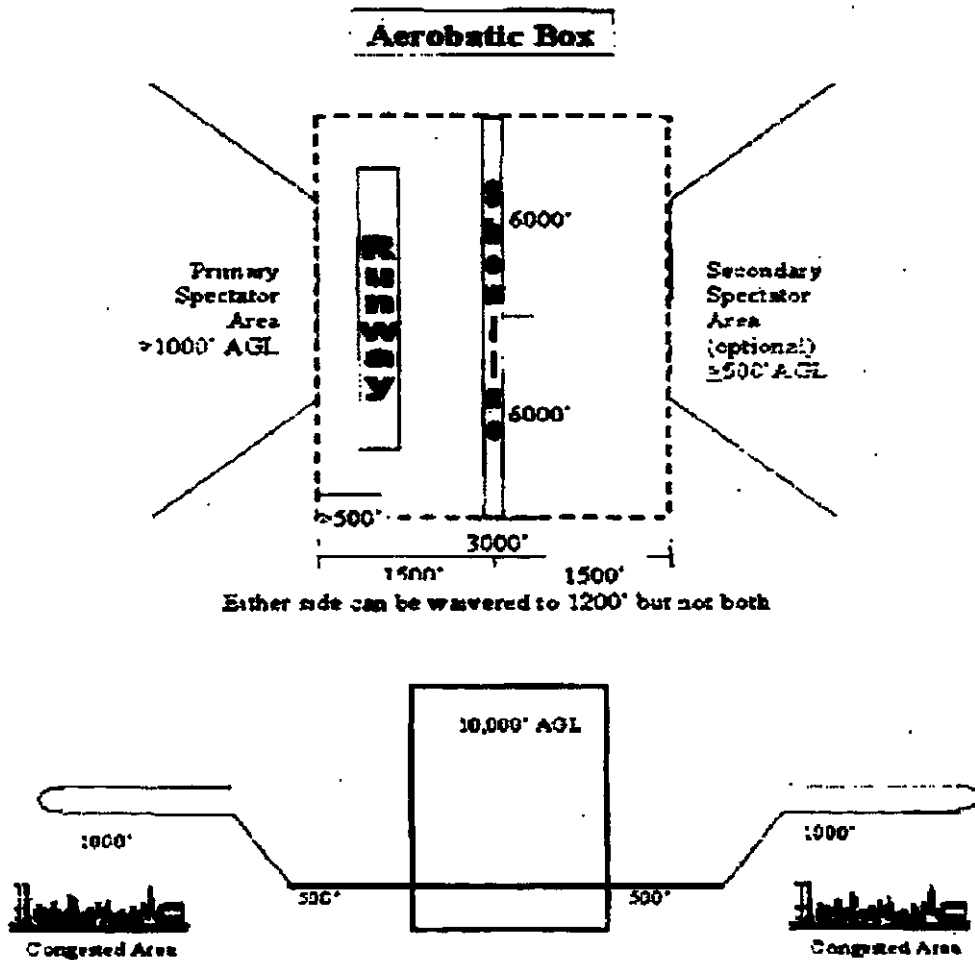 Aerobatic Box
6000'
Runway
Primary
Spectator
Area
>1000' AGL
Secondary
Spectator
Area
(optional)
≥500' AGL
6000'
>500'
3000'
1500' 1500'
Either side can be waivered to 1200' but not both
10,000' AGL
1000' 1000'
500' 500'
Congested Area Congested Area